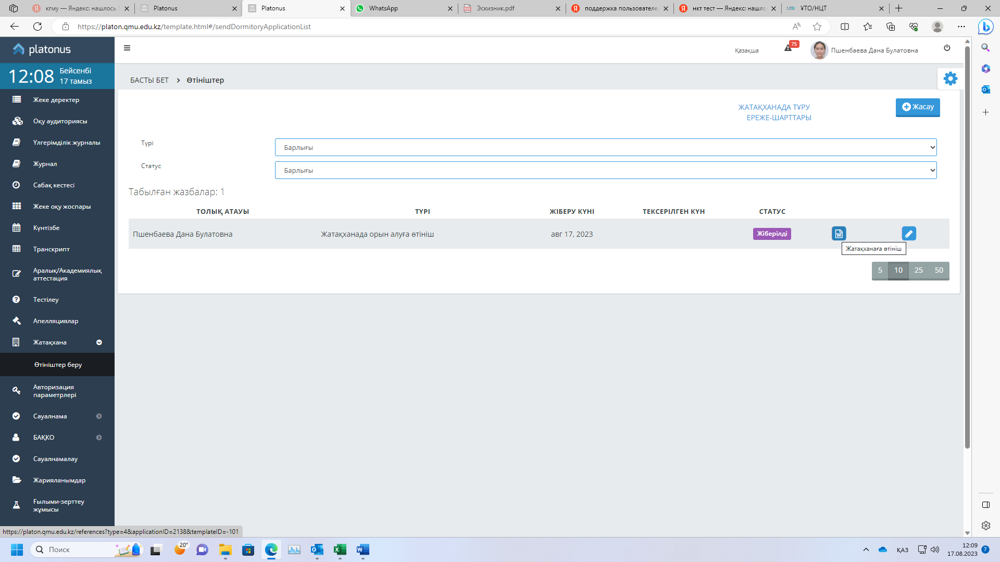 кгму — Яндекс: нашлось
Platonus
Platonus
WhatsApp
Эскизник.pdf
поддержка пользователе
нкт тест — Яндекс: нашло
ҰТО/НЦТ
https://platon.qmu.edu.kz/template.html#/sendDormitoryApplicationList
platonus
Қазақша
75
Пшенбаева Дана Булатовна
12:08
Бейсенбі
17 тамыз
БАСТЫ БЕТ > Өтініштер
Жеке деректер
Оқу аудиториясы
Үлгерімділік журналы
Журнал
Сабақ кестесі
Жеке оқу жоспары
Күнтізбе
Транскрипт
Аралық/Академиялық
аттестация
Тестілеу
Апелляциялар
Жатақхана
Өтініштер беру
Авторизация
параметрлері
Сауалнама
БАҚКО
Сауалнамалау
Жарияланымдар
Ғылыми-зерттеу
жұмысы
ЖАТАҚХАНАДА ТҰРУ
ЕРЕЖЕ-ШАРТТАРЫ
Жасау
Түрі
Барлығы
Статус
Барлығы
Табылған жазбалар: 1
ТОЛЫҚ АТАУЫ ТҮРІ ЖІБЕРУ КҮНІ ТЕКСЕРІЛГЕН КҮН СТАТУС
Пшенбаева Дана Булатовна Жатақханада орын алуға өтініш авг 17, 2023 Жіберілді
Жатақханаға өтініш
5 10 25 50
https://platon.qmu.edu.kz/references?type=4&applicationID=2138&templateID=-101
Поиск
20°
ҚАЗ
12:09
17.08.2023
7